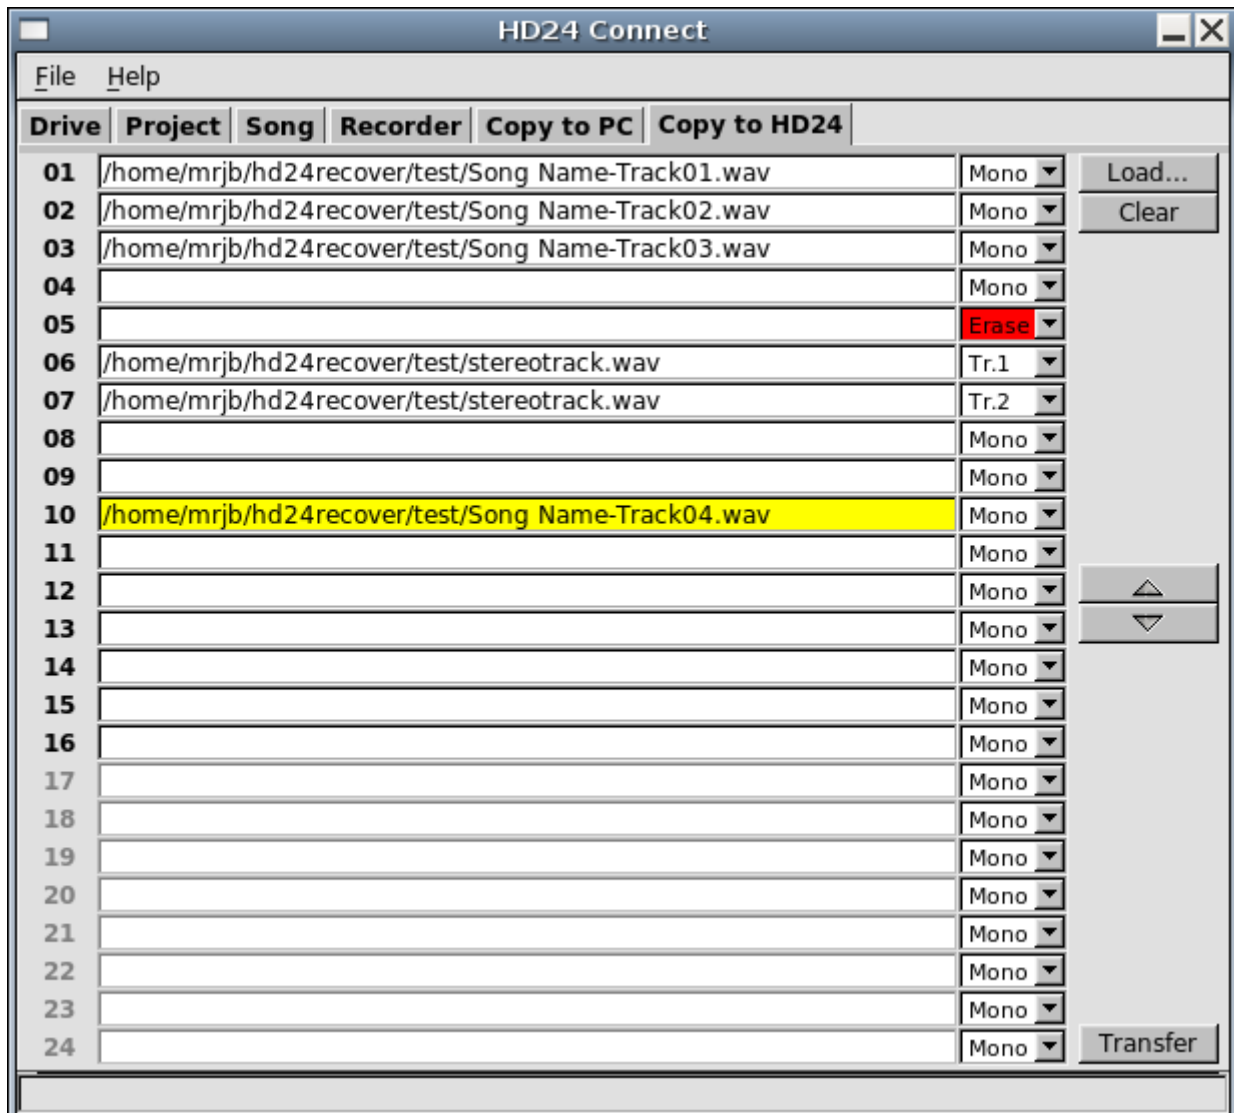 HD24 Connect
File Help
Drive Project Song Recorder Copy to PC Copy to HD24
01 /home/mrjb/hd24recover/test/Song Name-Track01.wav Mono Load...
02 /home/mrjb/hd24recover/test/Song Name-Track02.wav Mono Clear
03 /home/mrjb/hd24recover/test/Song Name-Track03.wav Mono
04 Mono
05 Erase
06 /home/mrjb/hd24recover/test/stereotrack.wav Tr.1
07 /home/mrjb/hd24recover/test/stereotrack.wav Tr.2
08 Mono
09 Mono
10 /home/mrjb/hd24recover/test/Song Name-Track04.wav Mono
11 Mono
12 Mono
13 Mono
14 Mono
15 Mono
16 Mono
17 Mono
18 Mono
19 Mono
20 Mono
21 Mono
22 Mono
23 Mono
24 Mono Transfer